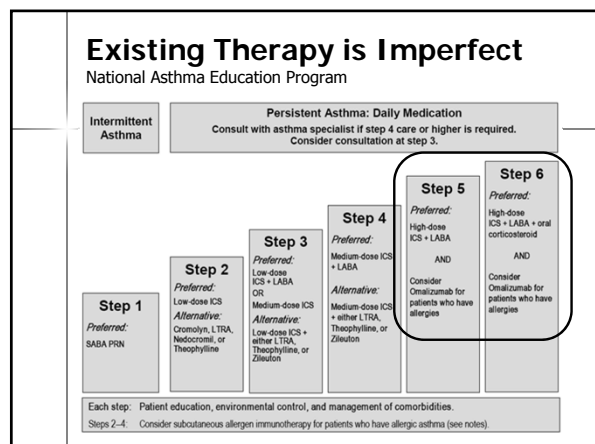 Existing Therapy is Imperfect
National Asthma Education Program
Intermittent
Asthma
Persistent Asthma: Daily Medication
Consult with asthma specialist if step 4 care or higher is required.
Consider consultation at step 3.
Step 1
Preferred:
SABA PRN
Step 2
Preferred:
Low-dose ICS
Alternative:
Cromolyn, LTRA,
Nedocromil, or
Theophylline
Step 3
Preferred:
Low-dose
ICS + LABA
OR
Medium-dose ICS
Alternative:
Low-dose ICS +
either LTRA,
Theophylline, or
Zileuton
Step 4
Preferred:
Medium-dose ICS
+ LABA
Alternative:
Medium-dose ICS
+ either LTRA,
Theophylline, or
Zileuton
Step 5
Preferred:
High-dose
ICS + LABA
AND
Consider
Omalizumab for
patients who have
allergies
Step 6
Preferred:
High-dose
ICS + LABA + oral
corticosteroid
AND
Consider
Omalizumab for
patients who have
allergies
Each step: Patient education, environmental control, and management of comorbidities.
Steps 2–4: Consider subcutaneous allergen immunotherapy for patients who have allergic asthma (see notes).